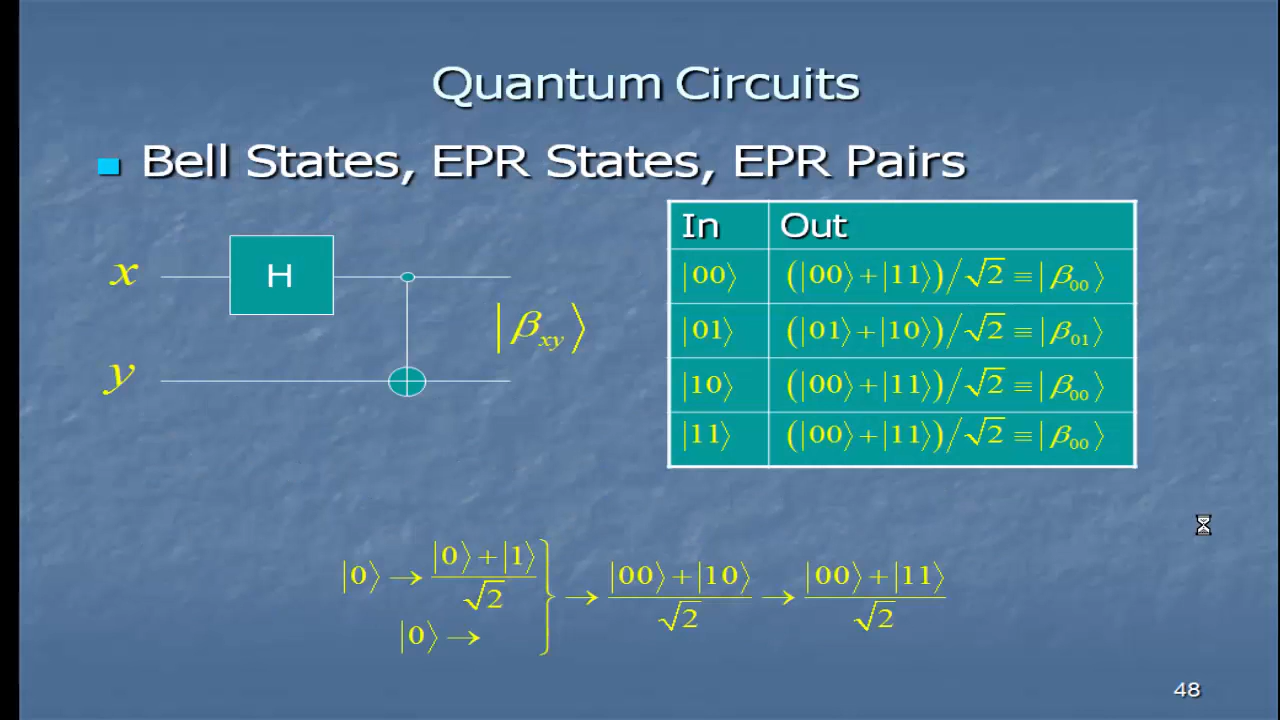 Quantum Circuits
Bell States, EPR States, EPR Pairs
x
H
y
|β_xy⟩
In Out
|00⟩ (|00⟩+|11⟩)/√2 ≡ |β_00⟩
|01⟩ (|01⟩+|10⟩)/√2 ≡ |β_01⟩
|10⟩ (|00⟩+|11⟩)/√2 ≡ |β_00⟩
|11⟩ (|00⟩+|11⟩)/√2 ≡ |β_00⟩
|0⟩ → (|0⟩+|1⟩)/√2 } → (|00⟩+|10⟩)/√2 → (|00⟩+|11⟩)/√2
|0⟩ →
48